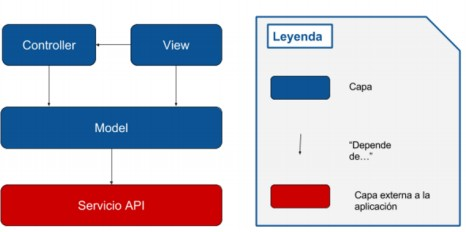 Controller
View
Model
Servicio API
Leyenda
Capa
“Depende
de…”
Capa externa a la
aplicación